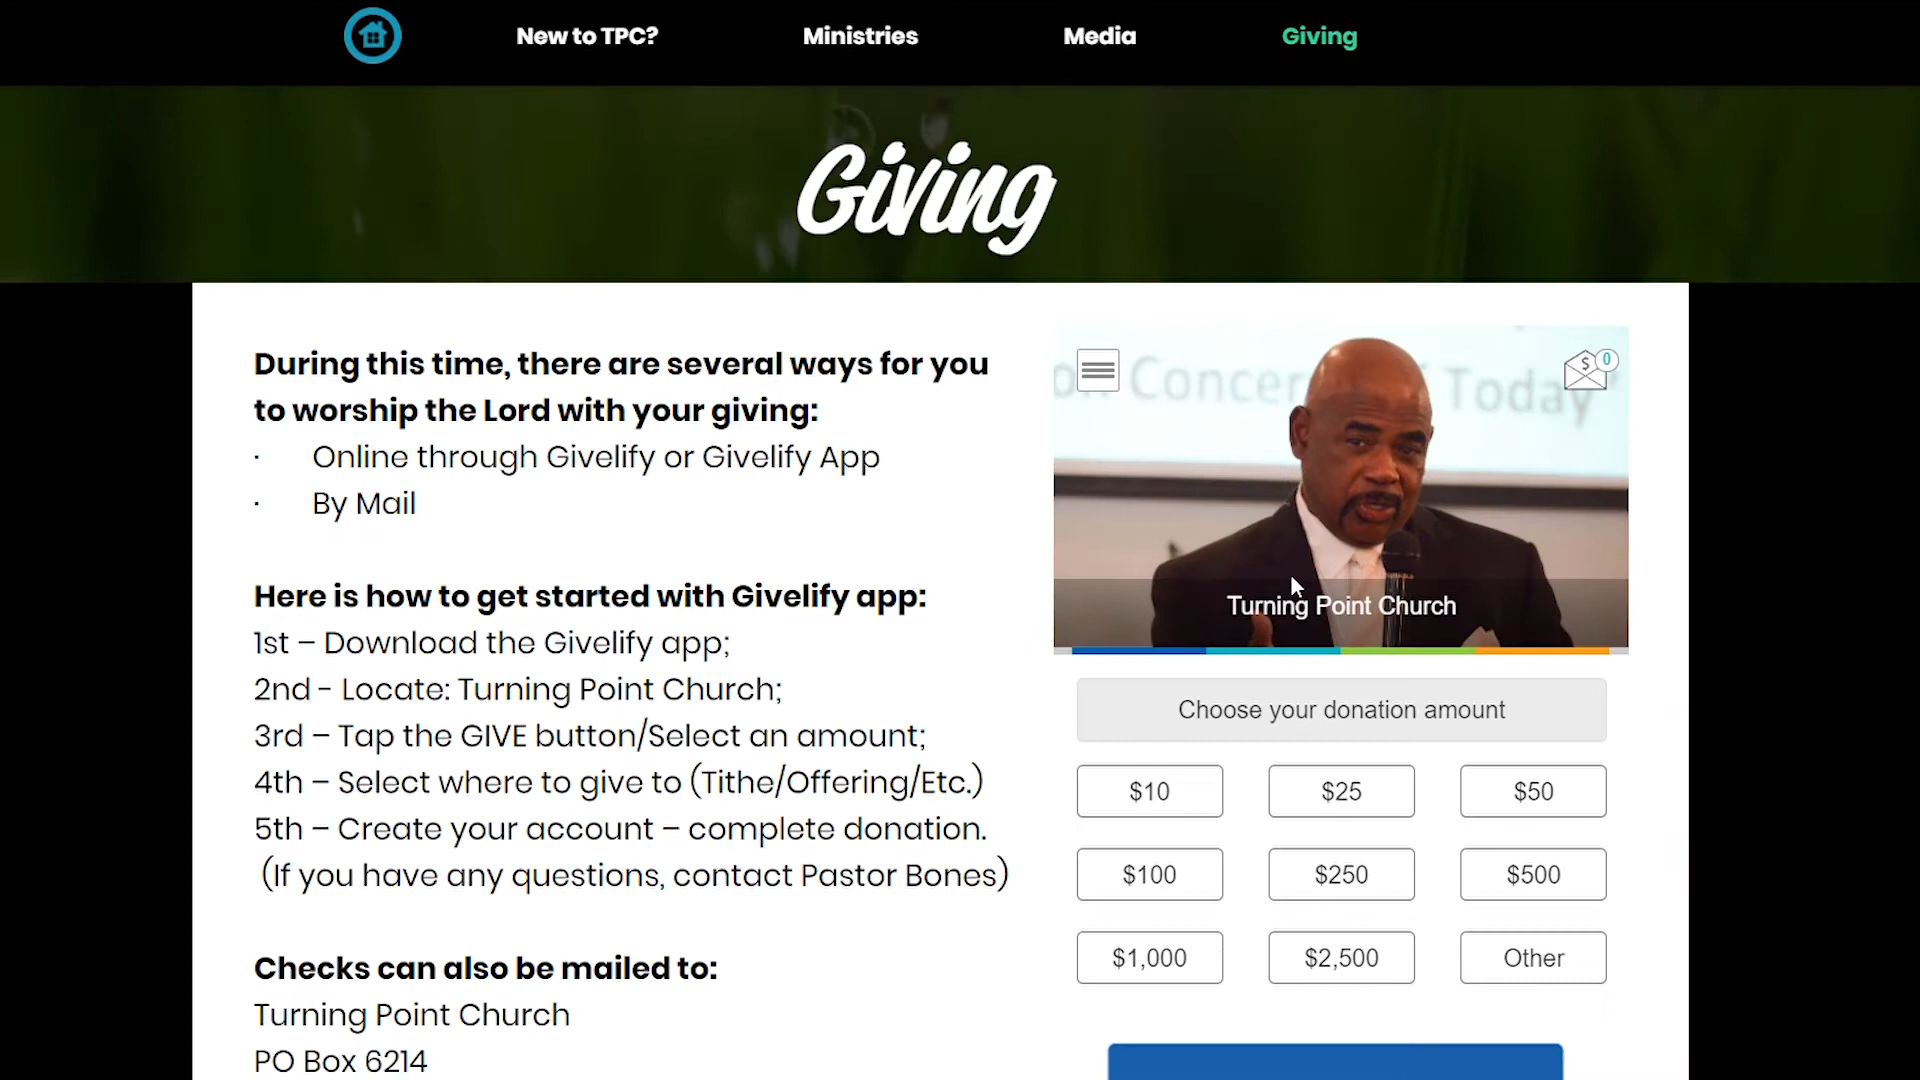 New to TPC?
Ministries
Media
Giving
Giving
During this time, there are several ways for you
to worship the Lord with your giving:
· Online through Givelify or Givelify App
· By Mail
Here is how to get started with Givelify app:
1st – Download the Givelify app;
2nd - Locate: Turning Point Church;
3rd – Tap the GIVE button/Select an amount;
4th – Select where to give to (Tithe/Offering/Etc.)
5th – Create your account – complete donation.
(If you have any questions, contact Pastor Bones)
Checks can also be mailed to:
Turning Point Church
PO Box 6214
Today"
$ 0
Turning Point Church
Choose your donation amount
$10 $25 $50
$100 $250 $500
$1,000 $2,500 Other